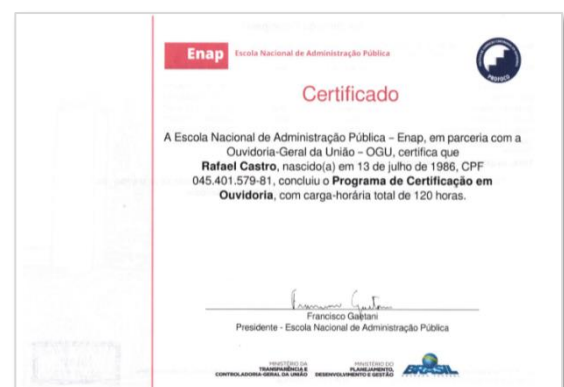 Enap
Escola Nacional de Administração Pública
PROFOCO
Certificado
A Escola Nacional de Administração Pública – Enap, em parceria com a
Ouvidoria-Geral da União – OGU, certifica que
Rafael Castro, nascido(a) em 13 de julho de 1986, CPF
045.401.579-81, concluiu o Programa de Certificação em
Ouvidoria, com carga-horária total de 120 horas.
Francisco Gaetani
Presidente - Escola Nacional de Administração Pública
MINISTÉRIO DA
TRANSPARÊNCIA E
CONTROLADORIA-GERAL DA UNIÃO
MINISTÉRIO DO
PLANEJAMENTO,
DESENVOLVIMENTO E GESTÃO
BRASIL